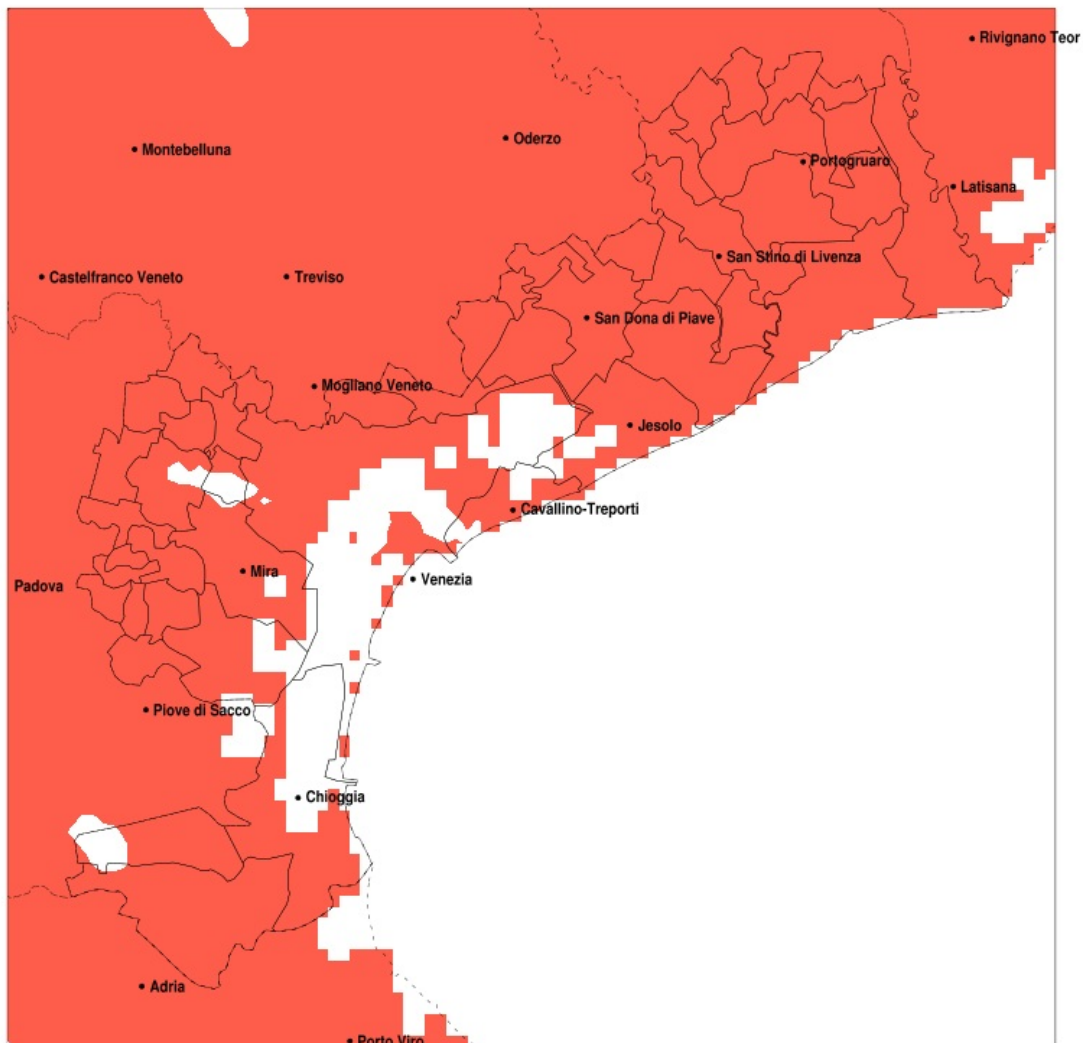 Rivignano Teor
Oderzo
Montebelluna
Portogruaro
Latisana
San Stino di Livenza
Castelfranco Veneto
Treviso
San Dona di Piave
Mogliano Veneto
Jesolo
Cavallino-Treporti
Mira
Venezia
Padova
Piove di Sacco
Chioggia
Adria
Porto Viro